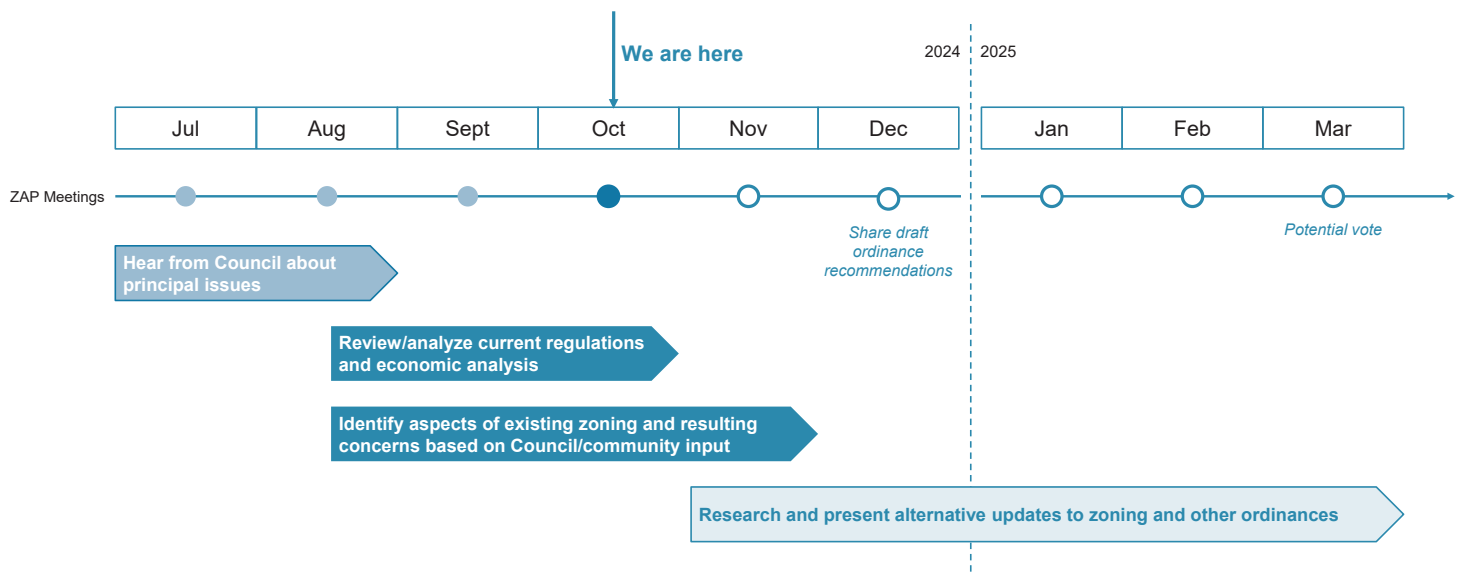 We are here
2024
2025
Jul
Aug
Sept
Oct
Nov
Dec
Jan
Feb
Mar
ZAP Meetings
Share draft
ordinance
recommendations
Potential vote
Hear from Council about
principal issues
Review/analyze current regulations
and economic analysis
Identify aspects of existing zoning and resulting
concerns based on Council/community input
Research and present alternative updates to zoning and other ordinances